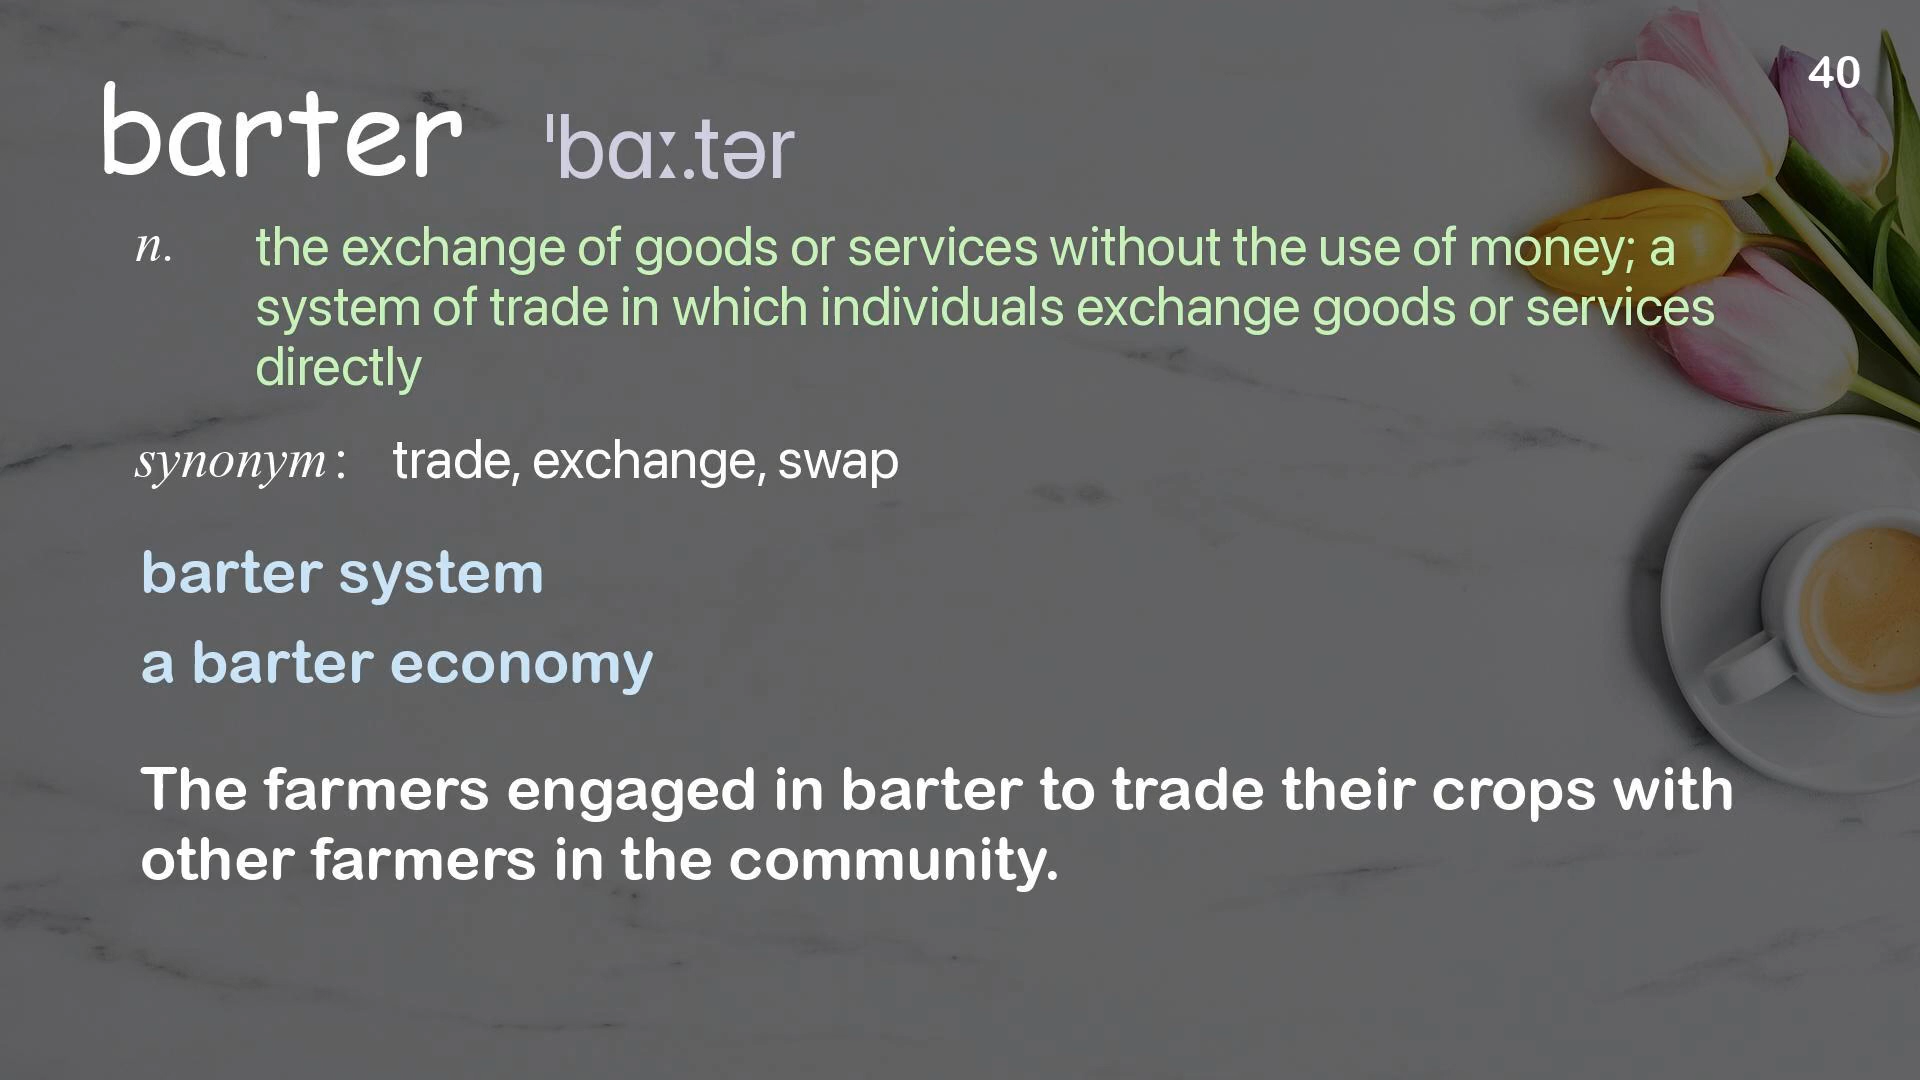 40
barter ˈbɑː.tər
n. the exchange of goods or services without the use of money; a
system of trade in which individuals exchange goods or services
directly
synonym: trade, exchange, swap
barter system
a barter economy
The farmers engaged in barter to trade their crops with
other farmers in the community.